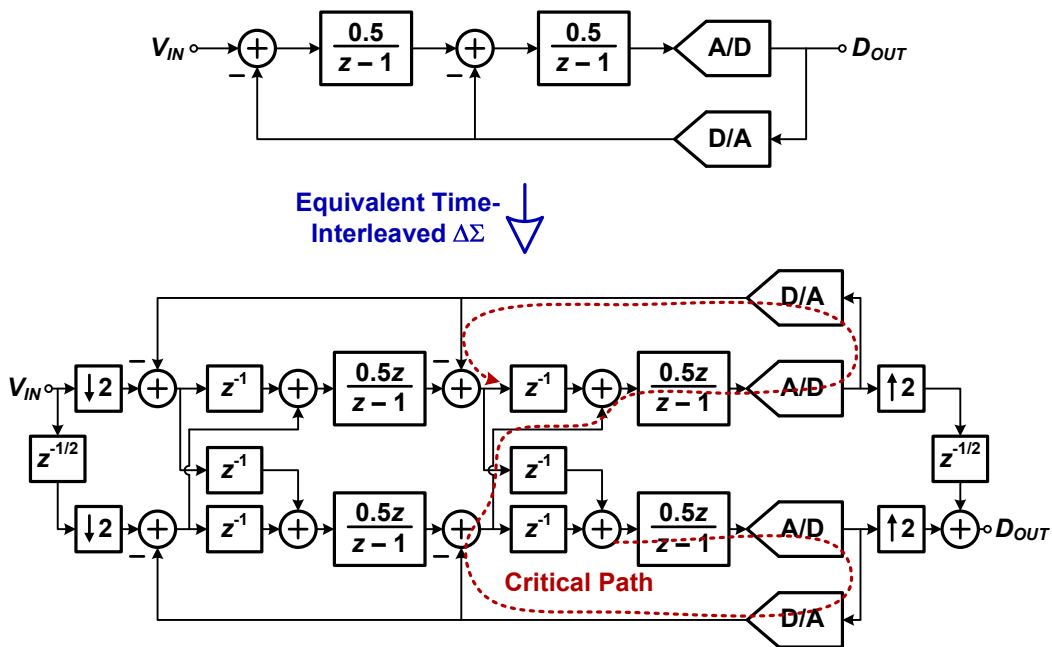 V_IN
+
−
0.5
z − 1
+
−
0.5
z − 1
A/D
D_OUT
D/A
Equivalent Time-
Interleaved ΔΣ
D/A
V_IN
↓2
−
+
z⁻¹
+
0.5z
z − 1
−
+
z⁻¹
+
0.5z
z − 1
A/D
↑2
z⁻¹/²
z⁻¹
z⁻¹
z⁻¹/²
↓2
+
−
z⁻¹
+
0.5z
z − 1
+
−
z⁻¹
+
0.5z
z − 1
A/D
↑2
+
D_OUT
Critical Path
D/A